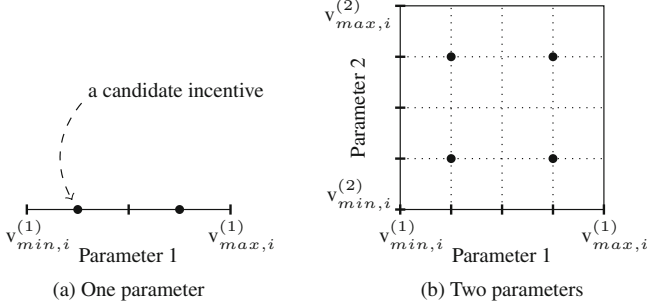 a candidate incentive
v^{(1)}_{min,i}
v^{(1)}_{max,i}
Parameter 1
(a) One parameter
v^{(2)}_{max,i}
Parameter 2
v^{(2)}_{min,i}
v^{(1)}_{min,i}
v^{(1)}_{max,i}
Parameter 1
(b) Two parameters